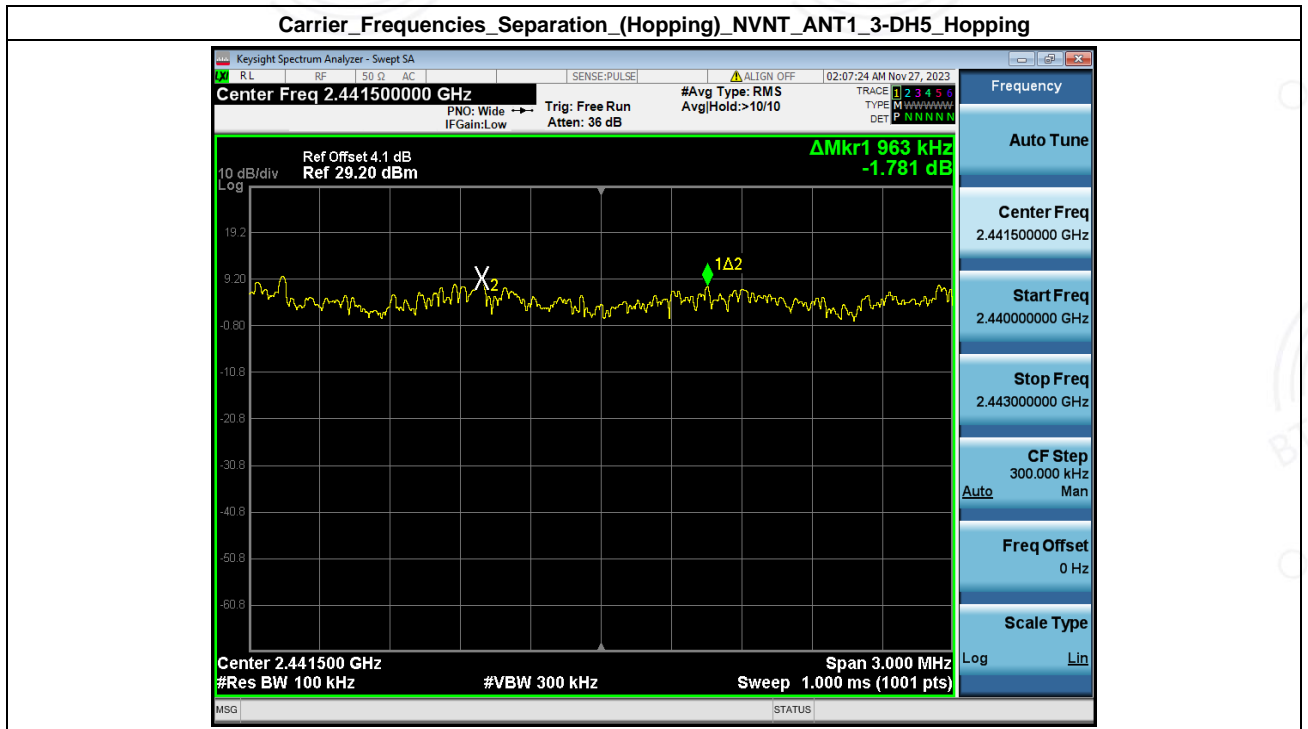 Carrier_Frequencies_Separation_(Hopping)_NVNT_ANT1_3-DH5_Hopping
Keysight Spectrum Analyzer - Swept SA
LXI RL RF 50 Ω AC SENSE:PULSE ALIGN OFF 02:07:24 AM Nov 27, 2023
Center Freq 2.441500000 GHz
PNO: Wide
IFGain:Low
Trig: Free Run
Atten: 36 dB
#Avg Type: RMS
Avg|Hold:>10/10
TRACE 1 2 3 4 5 6
TYPE M WWWWW
DET P N N N N N
ΔMkr1 963 kHz
-1.781 dB
Ref Offset 4.1 dB
10 dB/div Ref 29.20 dBm
Log
19.2
9.20
-0.80
-10.8
-20.8
-30.8
-40.8
-50.8
-60.8
X2
1Δ2
Center 2.441500 GHz Span 3.000 MHz
#Res BW 100 kHz #VBW 300 kHz Sweep 1.000 ms (1001 pts)
MSG STATUS
Frequency
Auto Tune
Center Freq
2.441500000 GHz
Start Freq
2.440000000 GHz
Stop Freq
2.443000000 GHz
CF Step
300.000 kHz
Auto Man
Freq Offset
0 Hz
Scale Type
Log Lin
BT